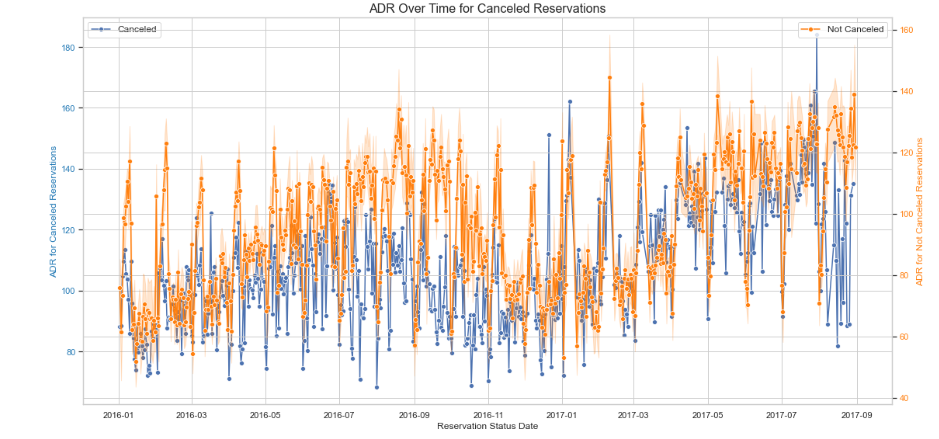 ADR Over Time for Canceled Reservations
Canceled
Not Canceled
ADR for Canceled Reservations
180
160
140
120
100
80
160
140
120
100
80
60
40
ADR for Not Canceled Reservations
2016-01 2016-03 2016-05 2016-07 2016-09 2016-11 2017-01 2017-03 2017-05 2017-07 2017-09
Reservation Status Date